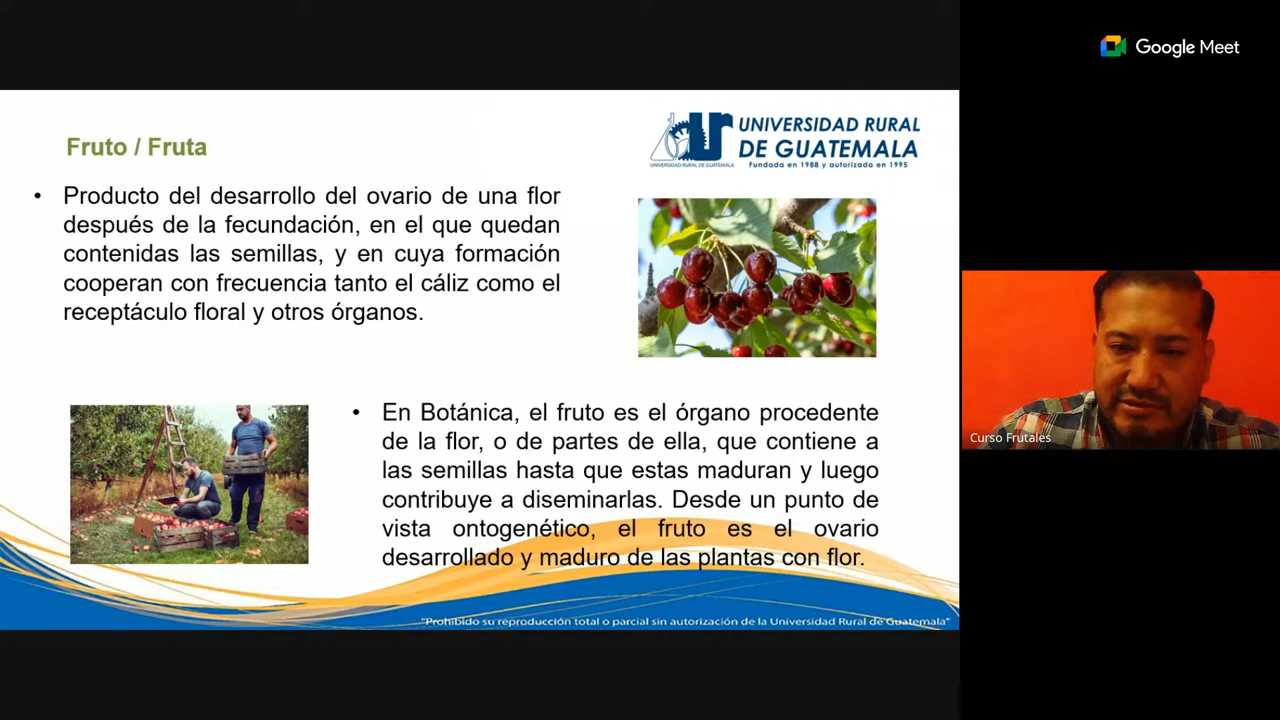 Google Meet
Fruto / Fruta
UNIVERSIDAD RURAL
DE GUATEMALA
Fundada en 1988 y autorizada en 1995
UNIVERSIDAD RURAL DE GUATEMALA
• Producto del desarrollo del ovario de una flor
después de la fecundación, en el que quedan
contenidas las semillas, y en cuya formación
cooperan con frecuencia tanto el cáliz como el
receptáculo floral y otros órganos.
• En Botánica, el fruto es el órgano procedente
de la flor, o de partes de ella, que contiene a
las semillas hasta que estas maduran y luego
contribuye a diseminarlas. Desde un punto de
vista ontogenético, el fruto es el ovario
desarrollado y maduro de las plantas con flor.
"Prohibido su reproducción total o parcial sin autorización de la Universidad Rural de Guatemala"
Curso Frutales